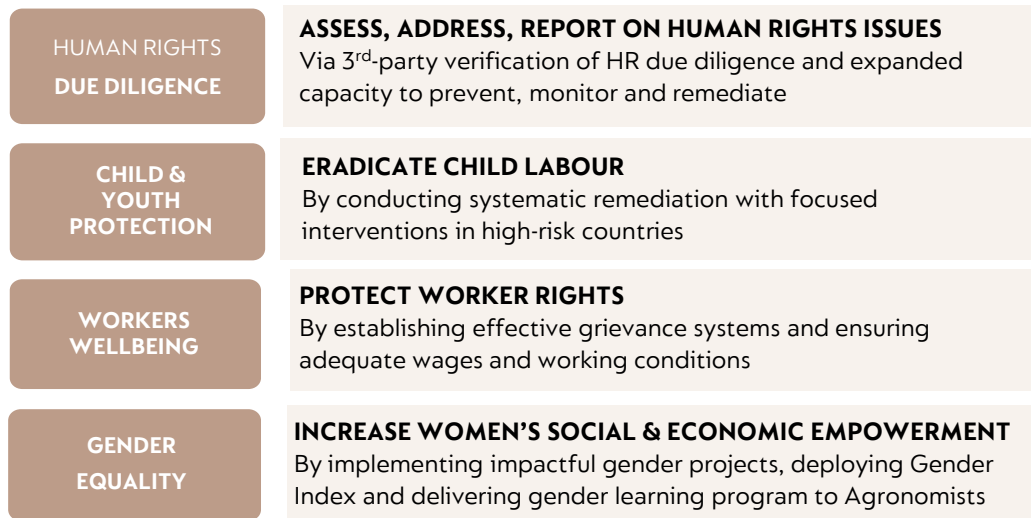 HUMAN RIGHTS
DUE DILIGENCE
ASSESS, ADDRESS, REPORT ON HUMAN RIGHTS ISSUES
Via 3rd-party verification of HR due diligence and expanded
capacity to prevent, monitor and remediate
CHILD &
YOUTH
PROTECTION
ERADICATE CHILD LABOUR
By conducting systematic remediation with focused
interventions in high-risk countries
WORKERS
WELLBEING
PROTECT WORKER RIGHTS
By establishing effective grievance systems and ensuring
adequate wages and working conditions
GENDER
EQUALITY
INCREASE WOMEN’S SOCIAL & ECONOMIC EMPOWERMENT
By implementing impactful gender projects, deploying Gender
Index and delivering gender learning program to Agronomists